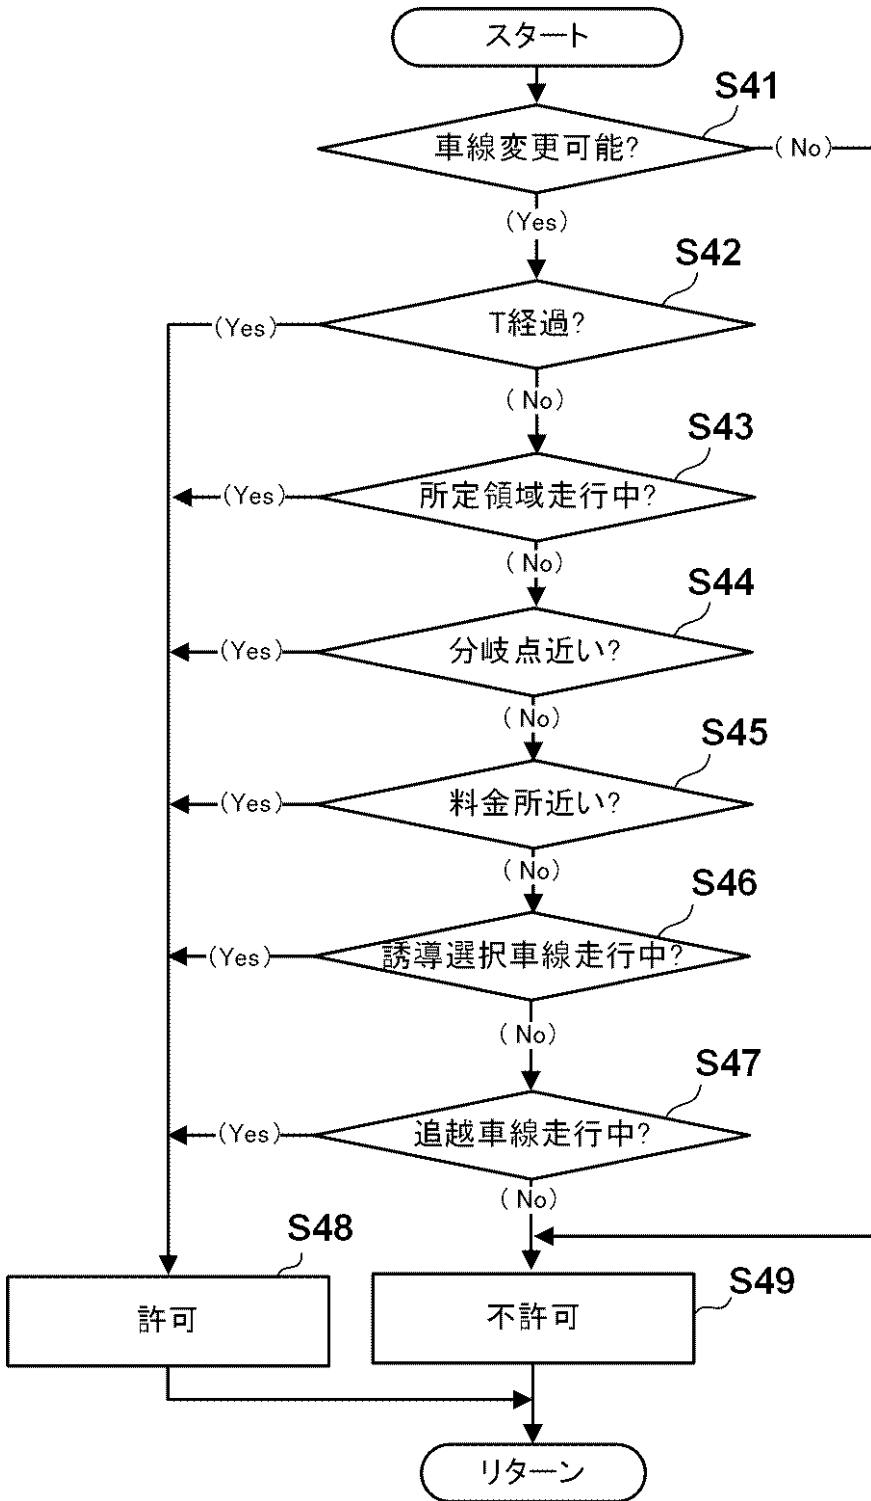 スタート
S41
車線変更可能?
(No)
(Yes)
S42
T経過?
(Yes)
(No)
S43
所定領域走行中?
(Yes)
(No)
S44
分岐点近い?
(Yes)
(No)
S45
料金所近い?
(Yes)
(No)
S46
誘導選択車線走行中?
(Yes)
(No)
S47
追越車線走行中?
(Yes)
(No)
S48
許可
S49
不許可
リターン